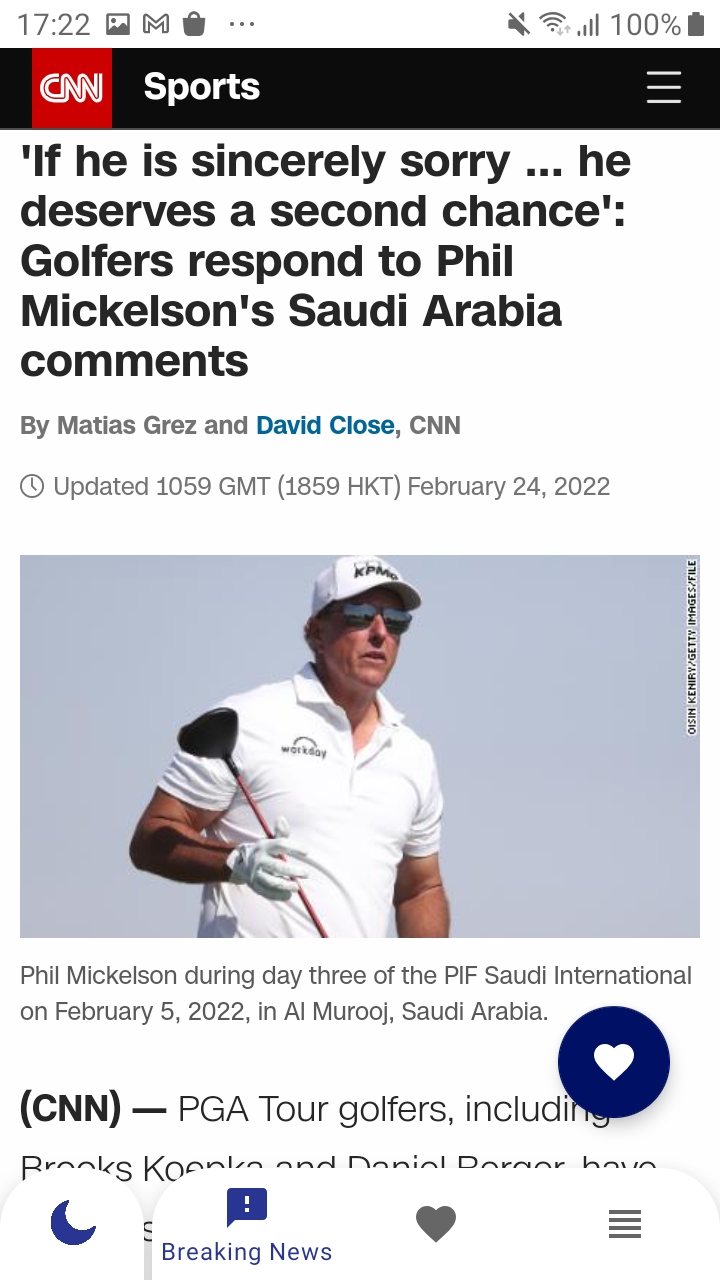 17:22 ... 100%
CNN Sports
'If he is sincerely sorry ... he
deserves a second chance':
Golfers respond to Phil
Mickelson's Saudi Arabia
comments
By Matias Grez and David Close, CNN
Updated 1059 GMT (1859 HKT) February 24, 2022
KPMG
OISIN KENIRY/GETTY IMAGES/FILE
workday
Phil Mickelson during day three of the PIF Saudi International
on February 5, 2022, in Al Murooj, Saudi Arabia.
(CNN) — PGA Tour golfers, including
Brooks Koepka and Daniel Berger, have
Breaking News